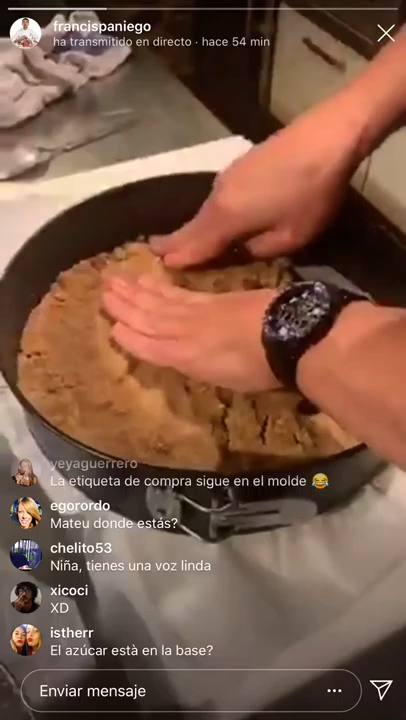 francispaniego
ha transmitido en directo · hace 54 min
yeyaguerrero
La etiqueta de compra sigue en el molde 😂
egorordo
Mateu donde estás?
chelito53
Niña, tienes una voz linda
xicoci
XD
istherr
El azúcar està en la base?
Enviar mensaje